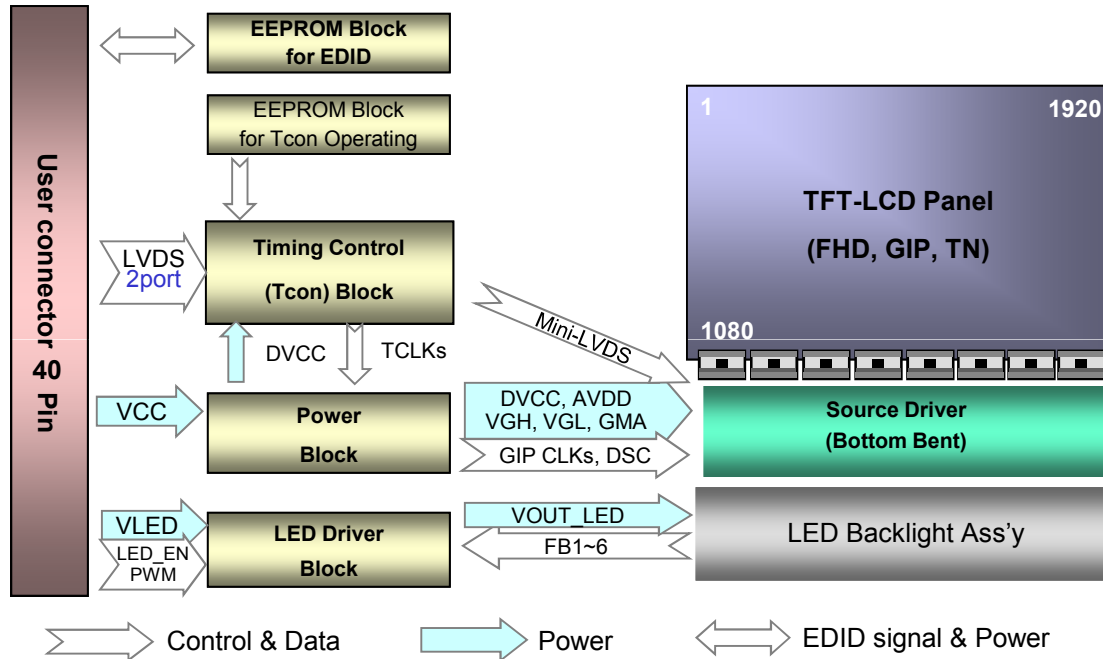 EEPROM Block
for EDID
EEPROM Block
for Tcon Operating
User connector 40 Pin
LVDS
2port
Timing Control
(Tcon) Block
DVCC
TCLKs
Mini-LVDS
1
1920
TFT-LCD Panel
(FHD, GIP, TN)
1080
VCC
Power
Block
DVCC, AVDD
VGH, VGL, GMA
GIP CLKs, DSC
Source Driver
(Bottom Bent)
VLED
LED_EN
PWM
LED Driver
Block
VOUT_LED
FB1~6
LED Backlight Ass'y
Control & Data
Power
EDID signal & Power